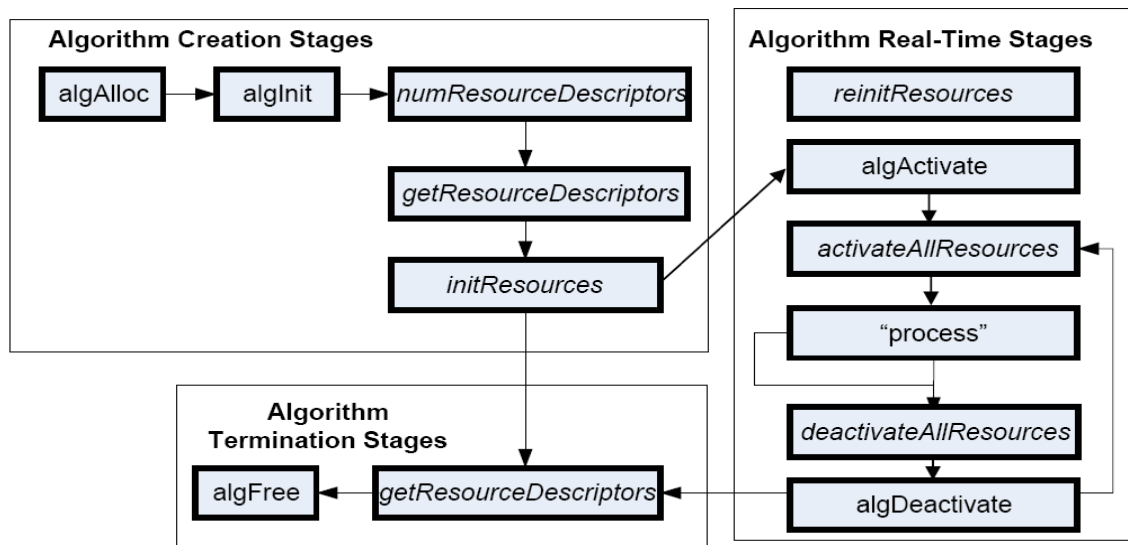 Algorithm Creation Stages
algAlloc
algInit
numResourceDescriptors
getResourceDescriptors
initResources
Algorithm Real-Time Stages
reinitResources
algActivate
activateAllResources
“process”
deactivateAllResources
algDeactivate
Algorithm
Termination Stages
algFree
getResourceDescriptors